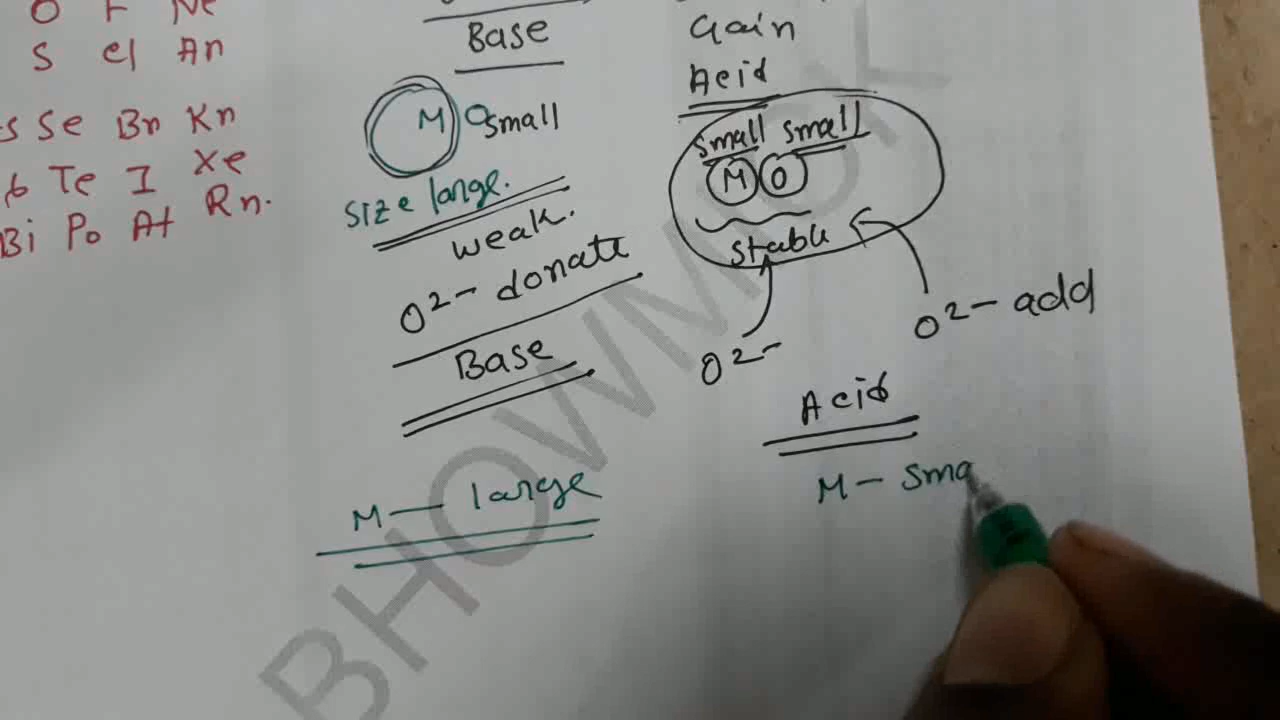 O F Ne
S Cl Ar
Se Br Kr
Te I Xe
Bi Po At Rn.
Base
M O small
size large.
weak.
O2- donate
Base
M — large
Gain
Acid
small small
M O
stable
O2-
O2- add
Acid
M — sma
BHOWMICK